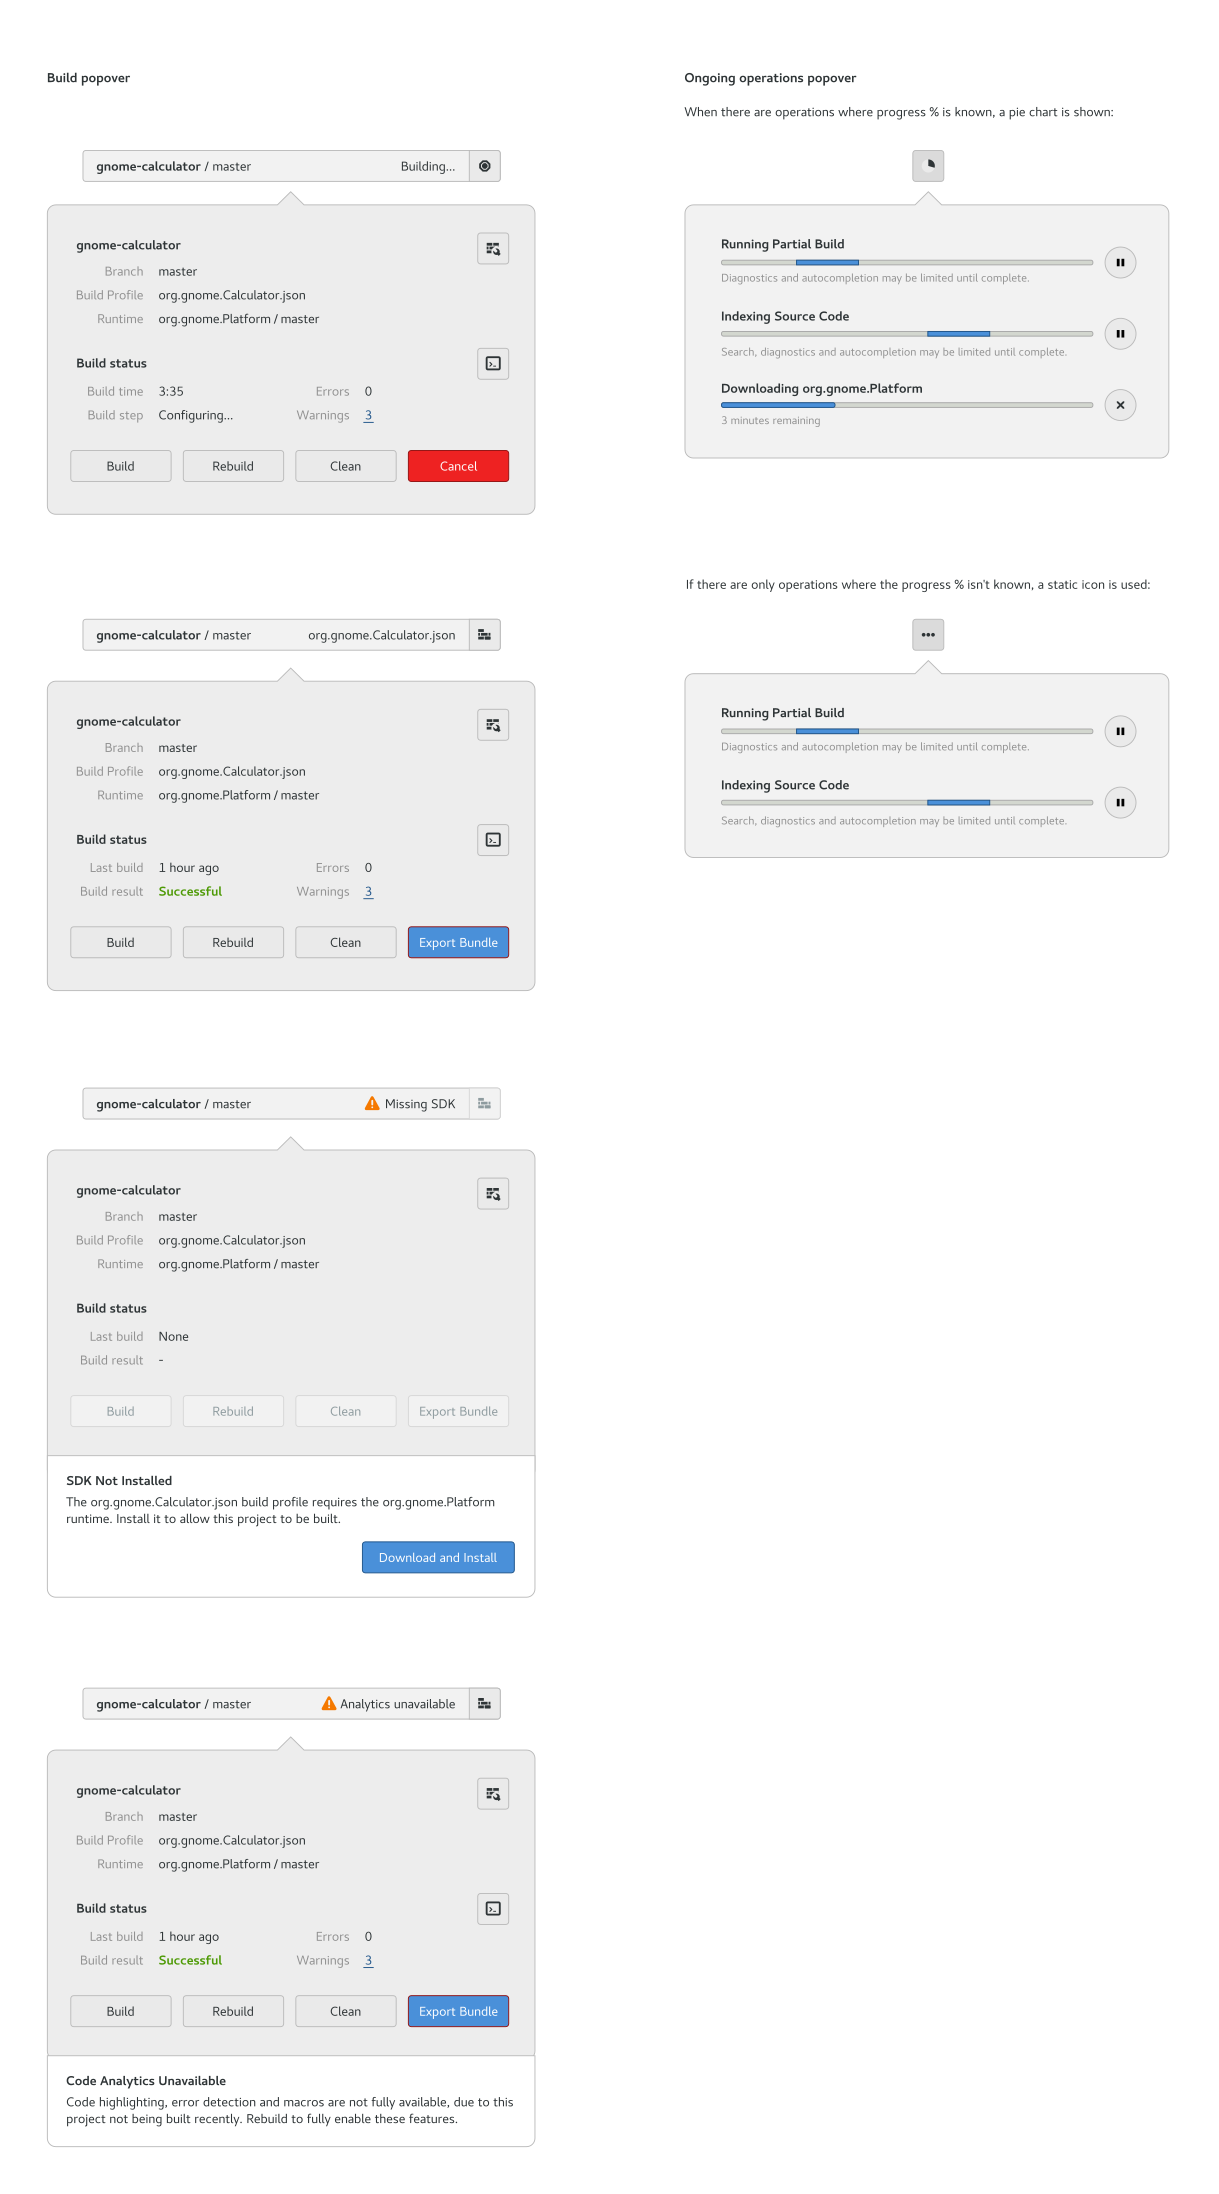 Build popover
gnome-calculator / master Building...
gnome-calculator
Branch master
Build Profile org.gnome.Calculator.json
Runtime org.gnome.Platform / master
Build status
Build time 3:35 Errors 0
Build step Configuring... Warnings 3
Build Rebuild Clean Cancel
gnome-calculator / master org.gnome.Calculator.json
gnome-calculator
Branch master
Build Profile org.gnome.Calculator.json
Runtime org.gnome.Platform / master
Build status
Last build 1 hour ago Errors 0
Build result Successful Warnings 3
Build Rebuild Clean Export Bundle
gnome-calculator / master Missing SDK
gnome-calculator
Branch master
Build Profile org.gnome.Calculator.json
Runtime org.gnome.Platform / master
Build status
Last build None
Build result -
Build Rebuild Clean Export Bundle
SDK Not Installed
The org.gnome.Calculator.json build profile requires the org.gnome.Platform
runtime. Install it to allow this project to be built.
Download and Install
gnome-calculator / master Analytics unavailable
gnome-calculator
Branch master
Build Profile org.gnome.Calculator.json
Runtime org.gnome.Platform / master
Build status
Last build 1 hour ago Errors 0
Build result Successful Warnings 3
Build Rebuild Clean Export Bundle
Code Analytics Unavailable
Code highlighting, error detection and macros are not fully available, due to this
project not being built recently. Rebuild to fully enable these features.
Ongoing operations popover
When there are operations where progress % is known, a pie chart is shown:
Running Partial Build
Diagnostics and autocompletion may be limited until complete.
Indexing Source Code
Search, diagnostics and autocompletion may be limited until complete.
Downloading org.gnome.Platform
3 minutes remaining
If there are only operations where the progress % isn't known, a static icon is used:
Running Partial Build
Diagnostics and autocompletion may be limited until complete.
Indexing Source Code
Search, diagnostics and autocompletion may be limited until complete.